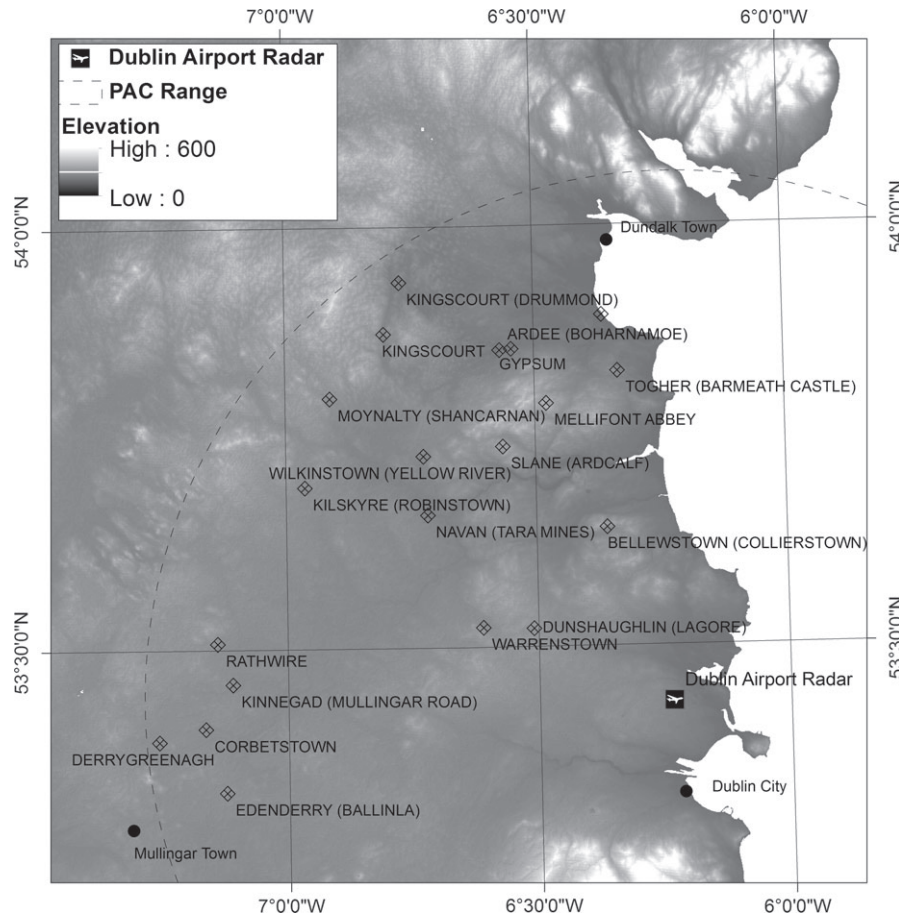 7°0'0"W
6°30'0"W
6°0'0"W
Dublin Airport Radar
PAC Range
Elevation
High : 600
Low : 0
54°0'0"N
54°0'0"N
Dundalk Town
KINGSCOURT (DRUMMOND)
ARDEE (BOHARNAMOE)
KINGSCOURT
GYPSUM
TOGHER (BARMEATH CASTLE)
MOYNALTY (SHANCARNAN)
MELLIFONT ABBEY
SLANE (ARDCALF)
WILKINSTOWN (YELLOW RIVER)
KILSKYRE (ROBINSTOWN)
NAVAN (TARA MINES)
BELLEWSTOWN (COLLIERSTOWN)
DUNSHAUGHLIN (LAGORE)
WARRENSTOWN
53°30'0"N
53°30'0"N
RATHWIRE
Dublin Airport Radar
KINNEGAD (MULLINGAR ROAD)
CORBETSTOWN
DERRYGREENAGH
Dublin City
EDENDERRY (BALLINLA)
Mullingar Town
7°0'0"W
6°30'0"W
6°0'0"W